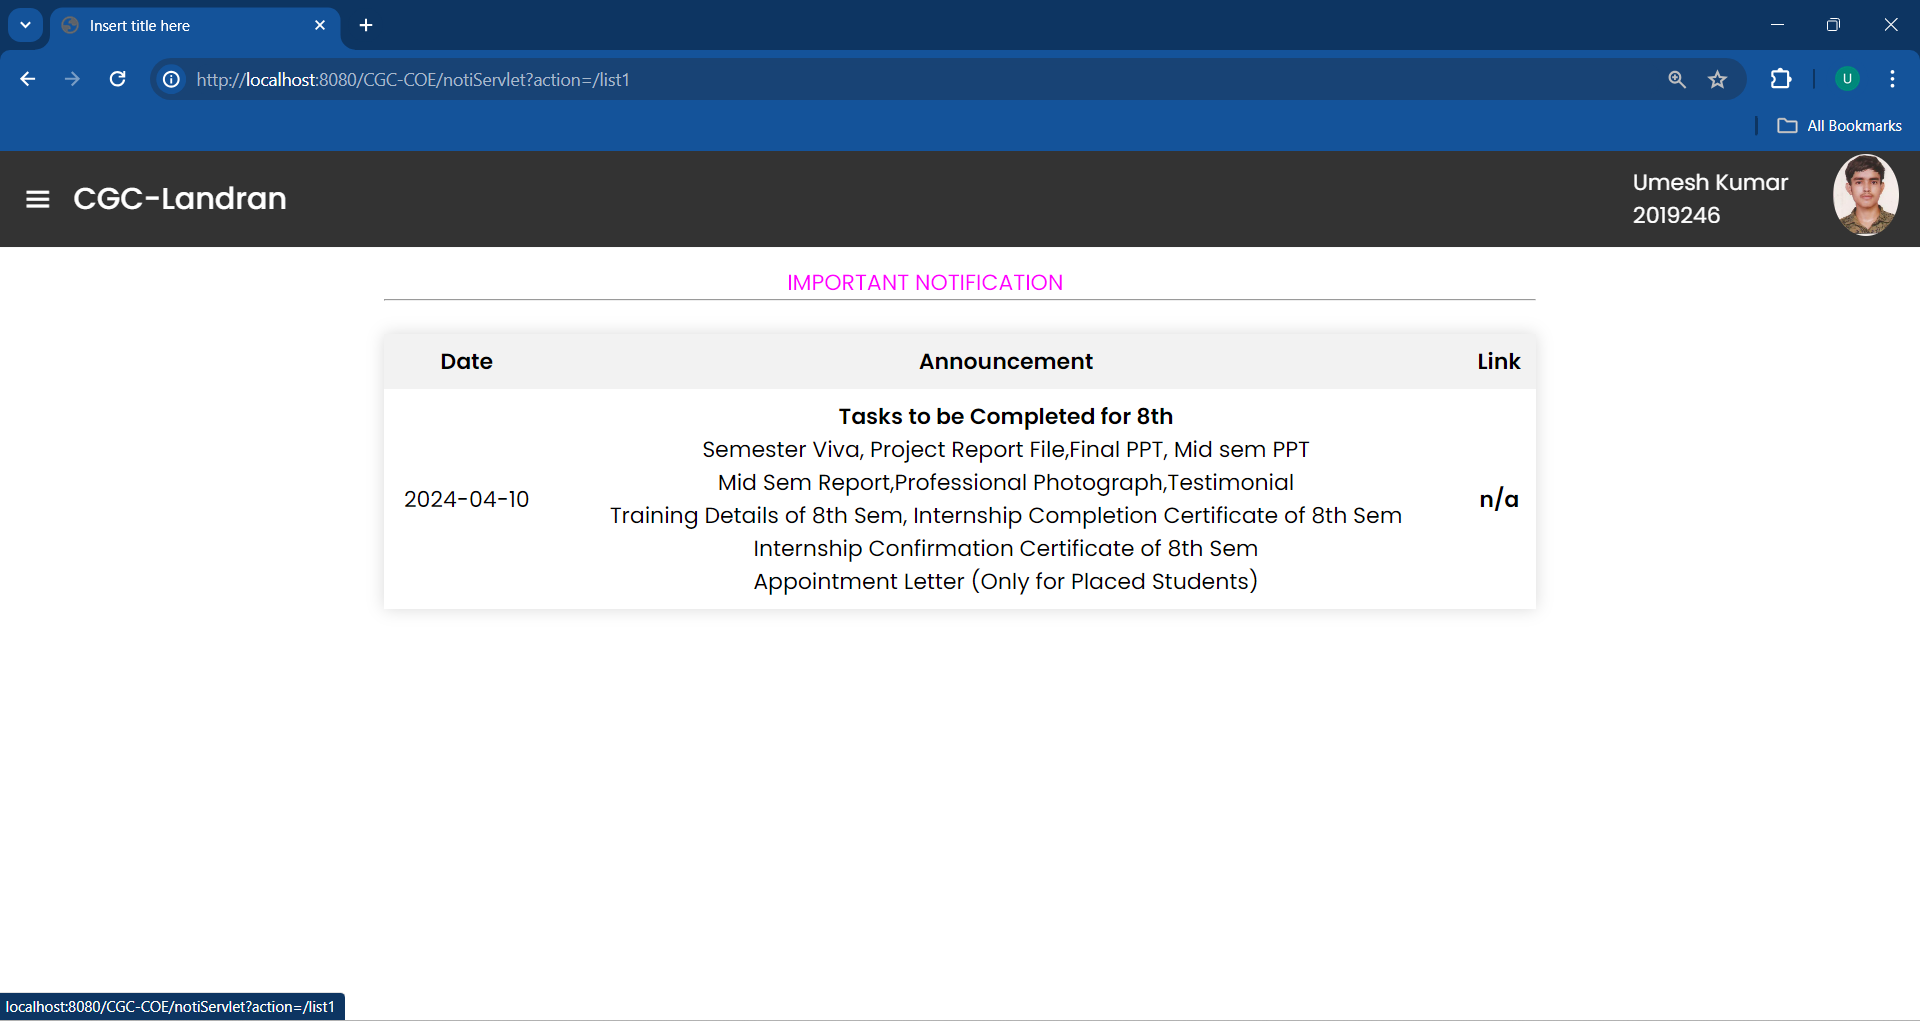 Insert title here
http://localhost:8080/CGC-COE/notiServlet?action=/list1
U
All Bookmarks
CGC-Landran
Umesh Kumar
2019246
IMPORTANT NOTIFICATION
Date Announcement Link
Tasks to be Completed for 8th
Semester Viva, Project Report File,Final PPT, Mid sem PPT
Mid Sem Report,Professional Photograph,Testimonial
2024-04-10
Training Details of 8th Sem, Internship Completion Certificate of 8th Sem
Internship Confirmation Certificate of 8th Sem
Appointment Letter (Only for Placed Students)
n/a
localhost:8080/CGC-COE/notiServlet?action=/list1